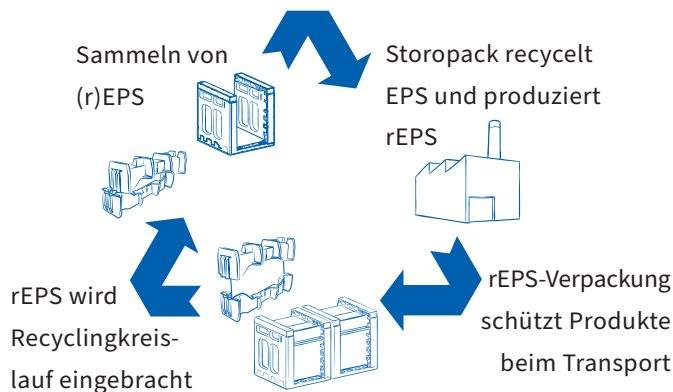 Sammeln von
(r)EPS
Storopack recycelt
EPS und produziert
rEPS
rEPS-Verpackung
schützt Produkte
beim Transport
rEPS wird
Recyclingkreis-
lauf eingebracht